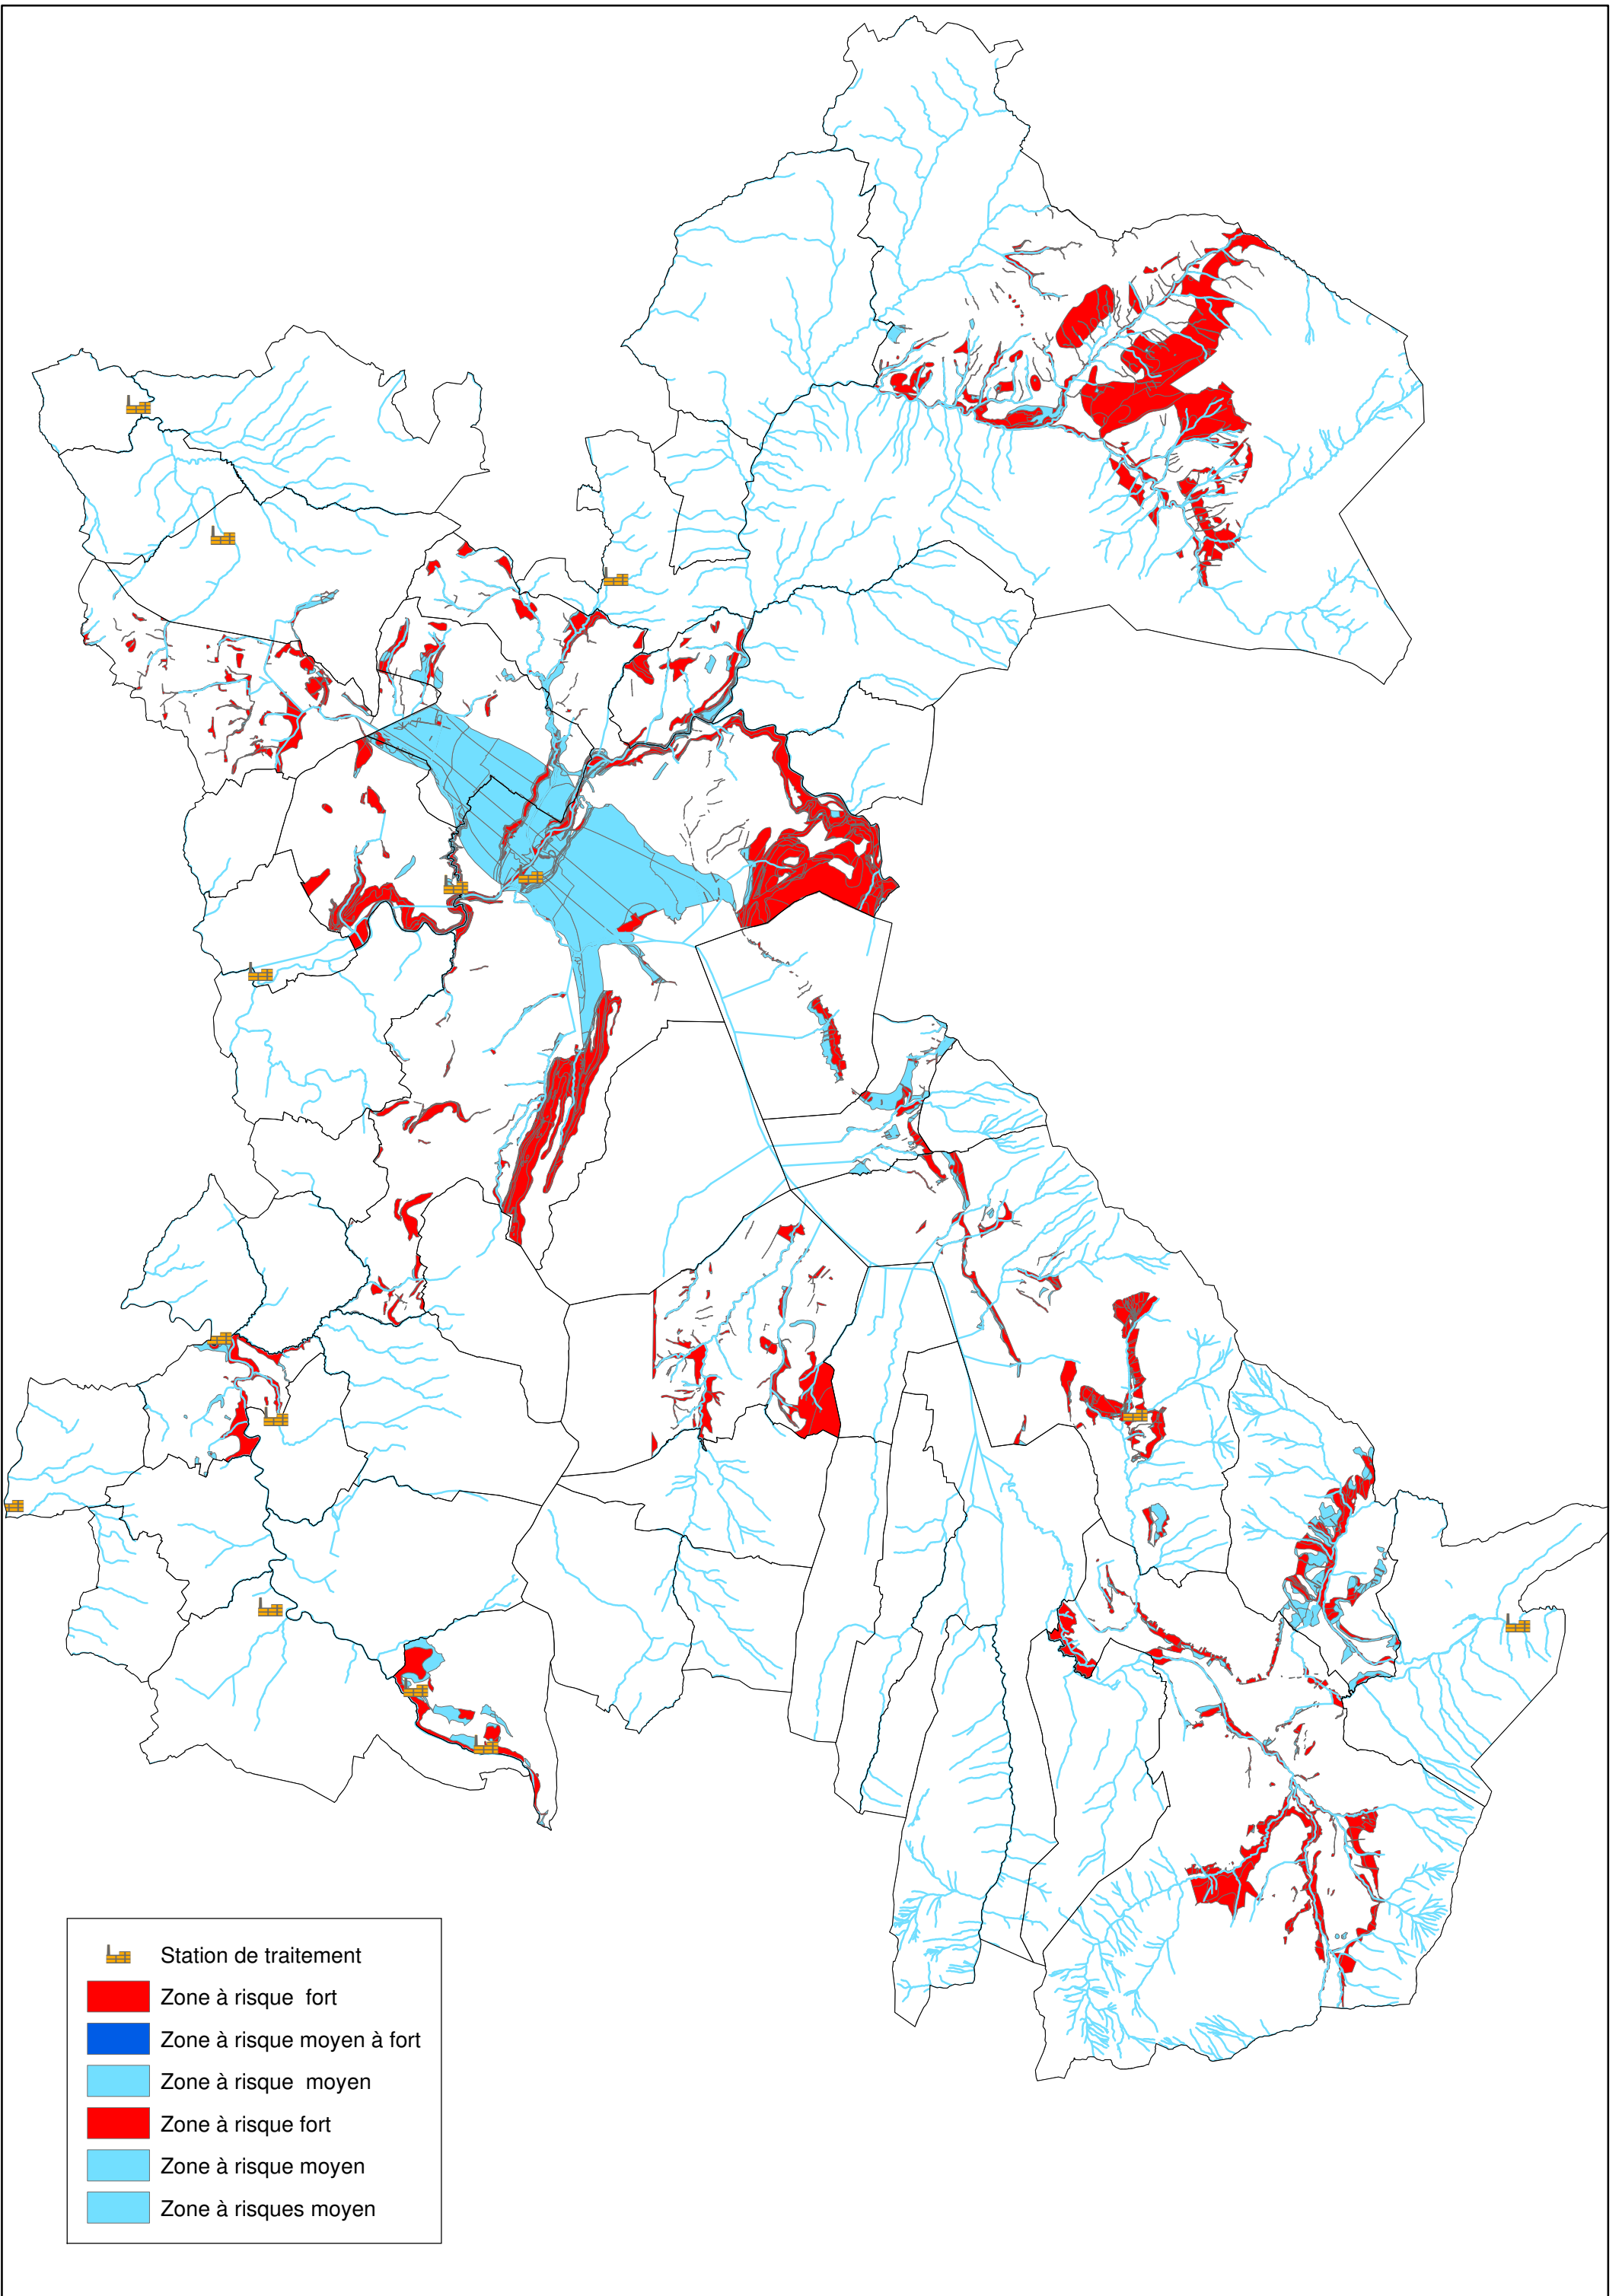 Station de traitement
Zone à risque fort
Zone à risque moyen à fort
Zone à risque moyen
Zone à risque fort
Zone à risque moyen
Zone à risques moyen